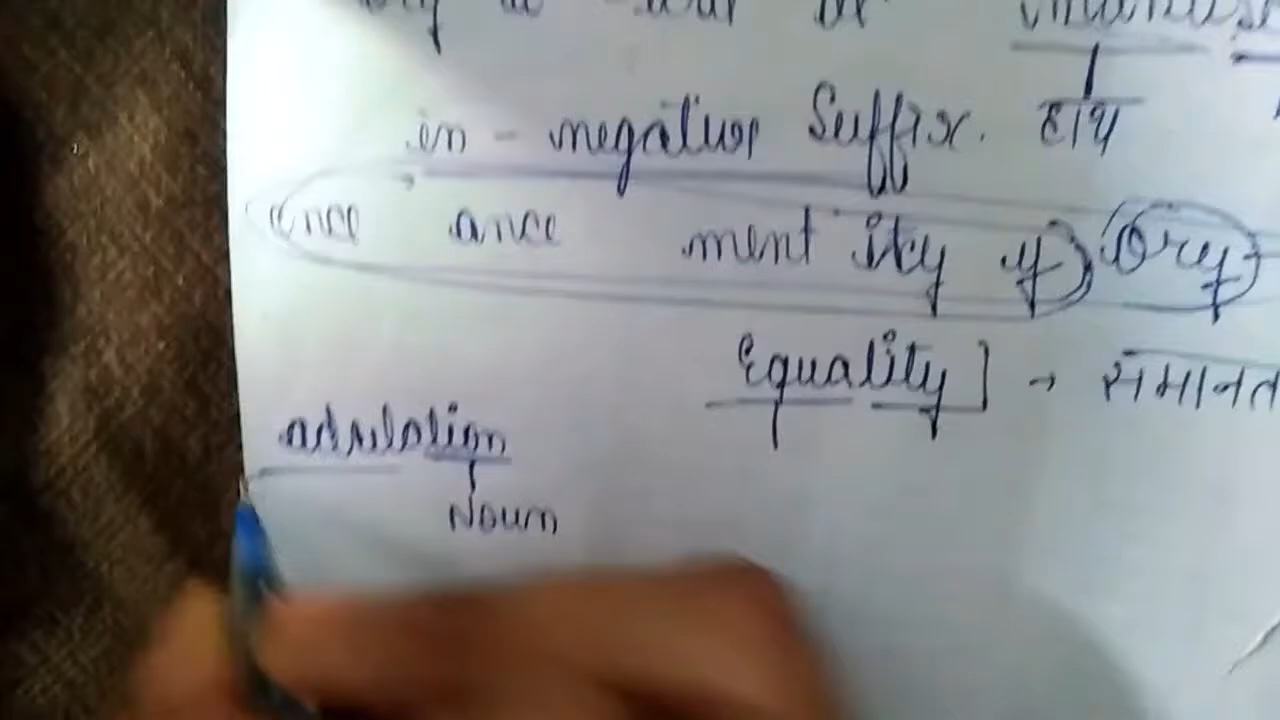 in - negative Suffix. हाथ
ence ance ment ity y ory
Equality] → समानत
adulation
Noun